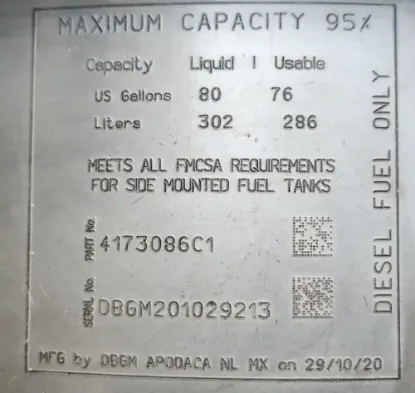 MAXIMUM CAPACITY 95%
Capacity Liquid | Usable
US Gallons 80 76
Liters 302 286
MEETS ALL FMCSA REQUIREMENTS
FOR SIDE MOUNTED FUEL TANKS
PART No. 4173086C1
SERIAL No. DBGM201029213
MFG by DBGM APODACA NL MX on 29/10/20
DIESEL FUEL ONLY